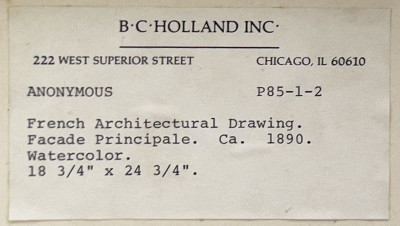 B·C·HOLLAND INC·
222 WEST SUPERIOR STREET CHICAGO, IL 60610
ANONYMOUS P85-1-2
French Architectural Drawing.
Facade Principale. Ca. 1890.
Watercolor.
18 3/4" x 24 3/4".